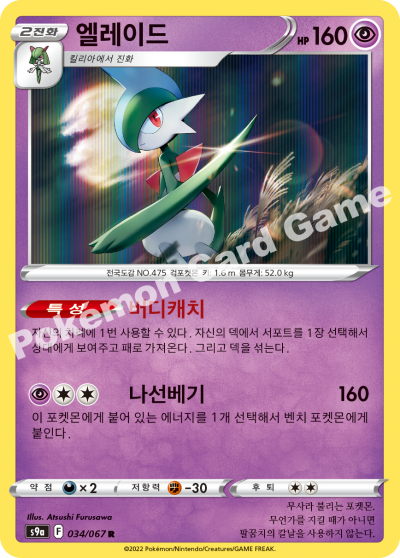 2진화
엘레이드
HP 160
킬리아에서 진화
전국도감 NO.475 검포켓몬 키: 1.6 m 몸무게: 52.0 kg
특성 버디캐치
자신의 차례에 1번 사용할 수 있다. 자신의 덱에서 서포트를 1장 선택해서
상대에게 보여주고 패로 가져온다. 그리고 덱을 섞는다.
나선베기 160
이 포켓몬에게 붙어 있는 에너지를 1개 선택해서 벤치 포켓몬에게
붙인다.
약점 ×2 저항력 -30 후퇴
Illus. Atsushi Furusawa
s9a F 034/067 R
무사라 불리는 포켓몬.
무언가를 지킬 때가 아니면
팔꿈치의 칼날을 사용하지 않는다.
©2022 Pokémon/Nintendo/Creatures/GAME FREAK.
Pokémon Card Game